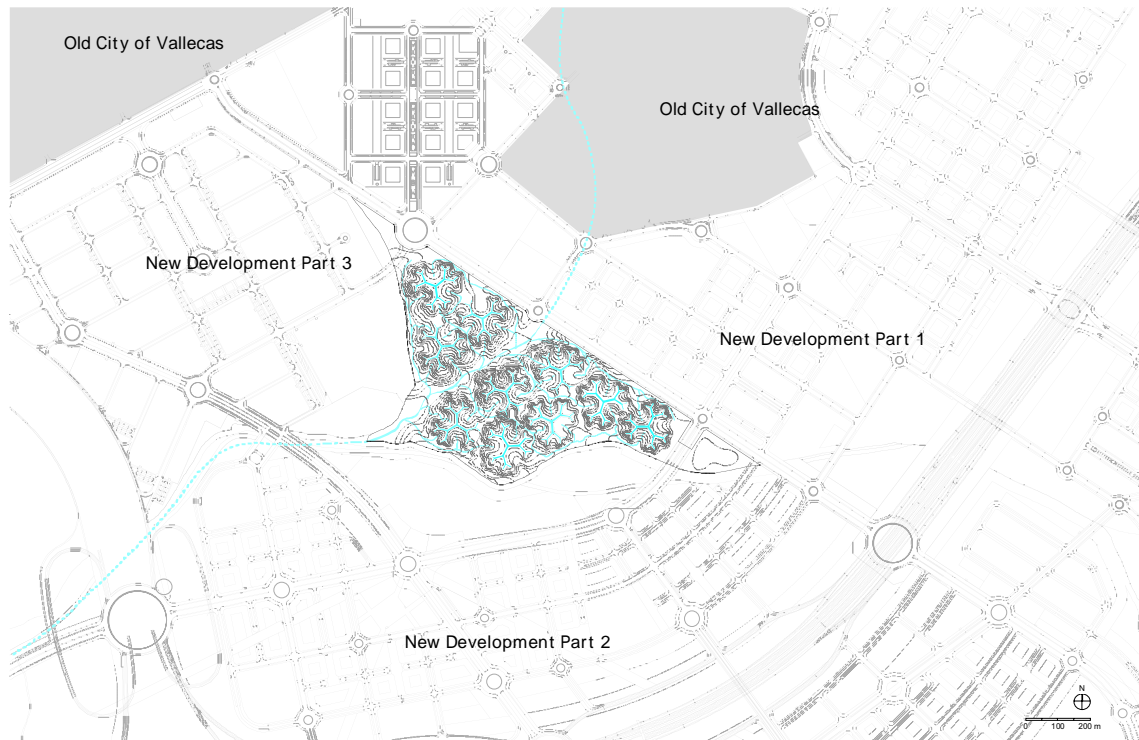 Old City of Vallecas
Old City of Vallecas
New Development Part 3
New Development Part 1
New Development Part 2
N
0 100 200 m